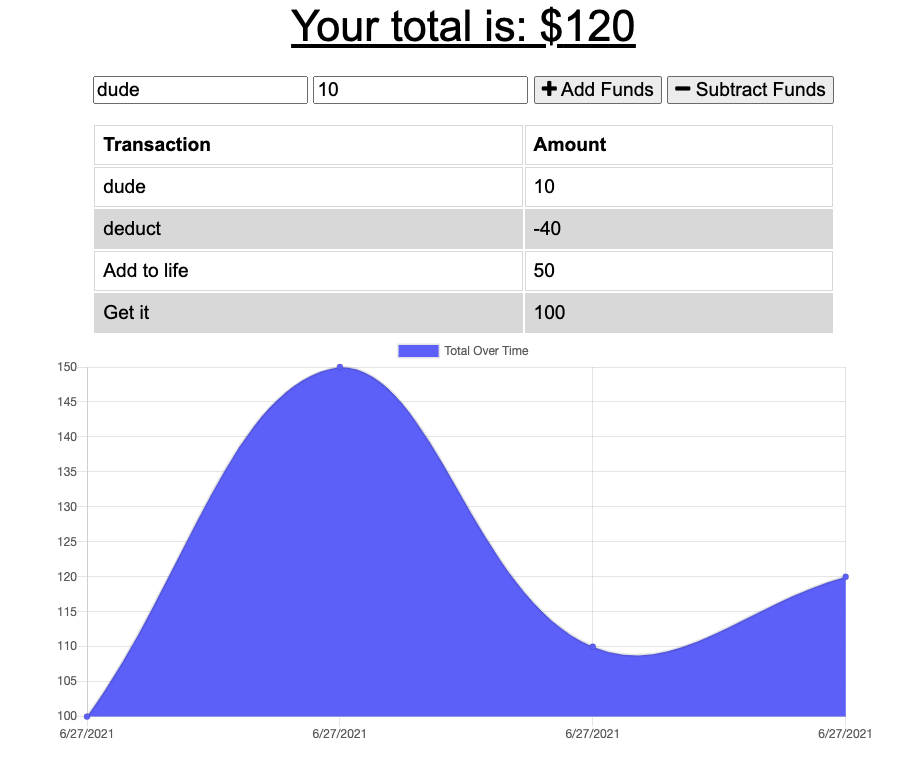 Your total is: $120
dude 10 Add Funds Subtract Funds
Transaction Amount
dude 10
deduct -40
Add to life 50
Get it 100
Total Over Time
150
145
140
135
130
125
120
115
110
105
100
6/27/2021 6/27/2021 6/27/2021 6/27/2021